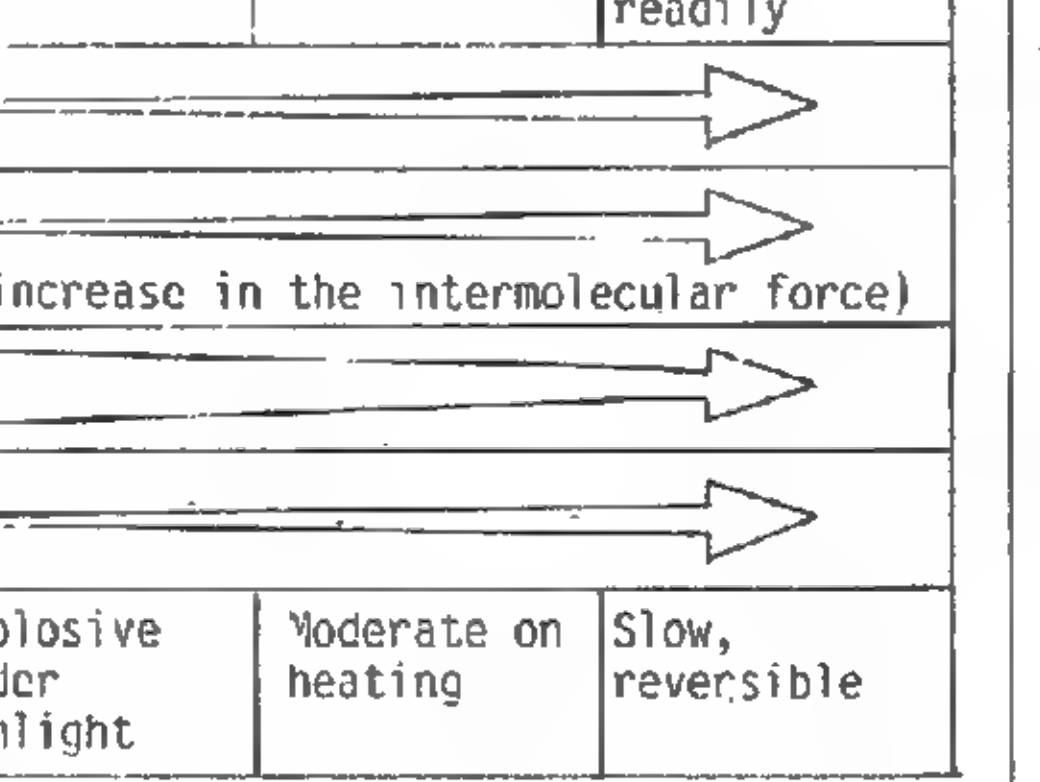 readily
increase in the intermolecular force)
plosive
der
nlight
Moderate on
heating
Slow,
reversible